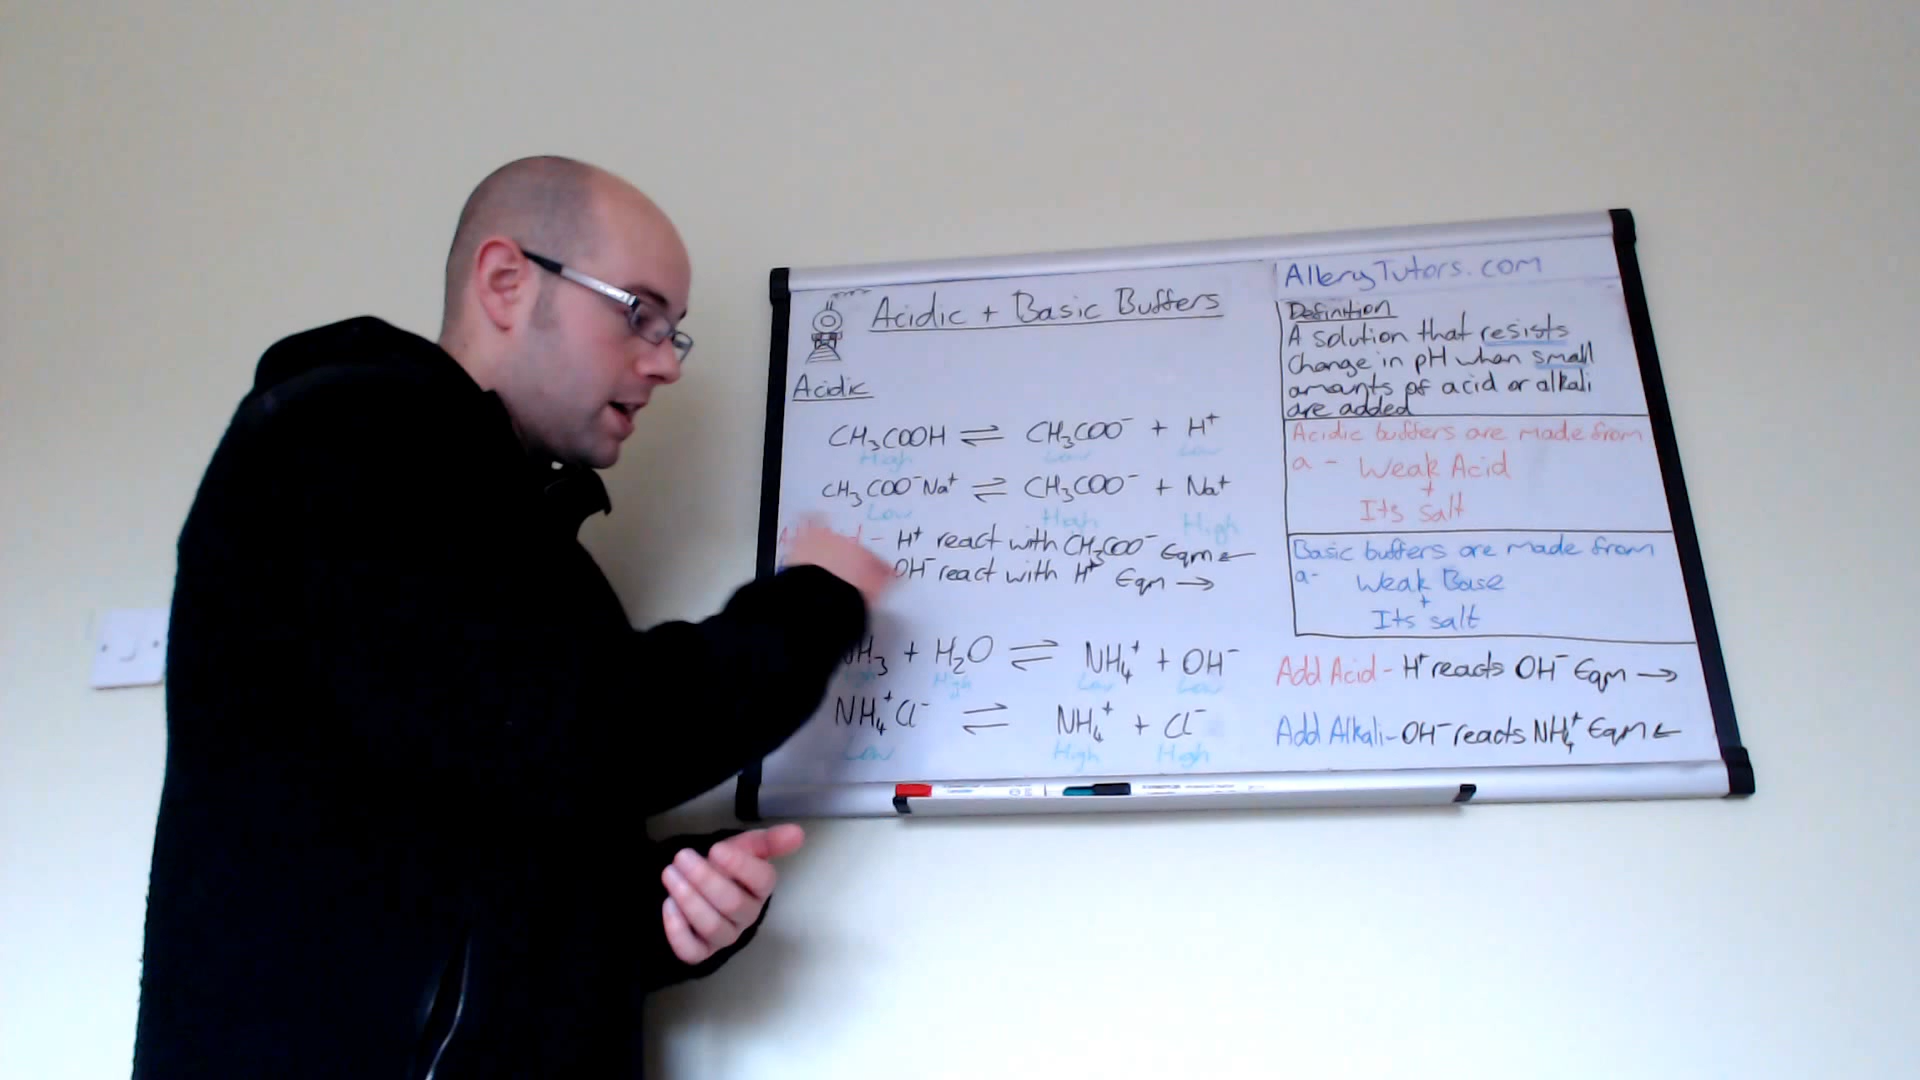 Acidic + Basic Buffers
Acidic
CH₃COOH ⇌ CH₃COO⁻ + H⁺
High Low Low
CH₃COO⁻Na⁺ ⇌ CH₃COO⁻ + Na⁺
Low High High
H⁺ react with CH₃COO⁻ Eqm ←
OH⁻ react with H⁺ Eqm →
NH₃ + H₂O ⇌ NH₄⁺ + OH⁻
High Low Low
NH₄⁺Cl⁻ ⇌ NH₄⁺ + Cl⁻
Low High High
AlleryTutors.com
Definition
A solution that resists
Change in pH when small
amounts of acid or alkali
are added
Acidic buffers are made from
a - Weak Acid
+
Its salt
Basic buffers are made from
a- Weak Base
+
Its salt
Add Acid - H⁺ reacts OH⁻ Eqm →
Add Alkali - OH⁻ reacts NH₄⁺ Eqm ←